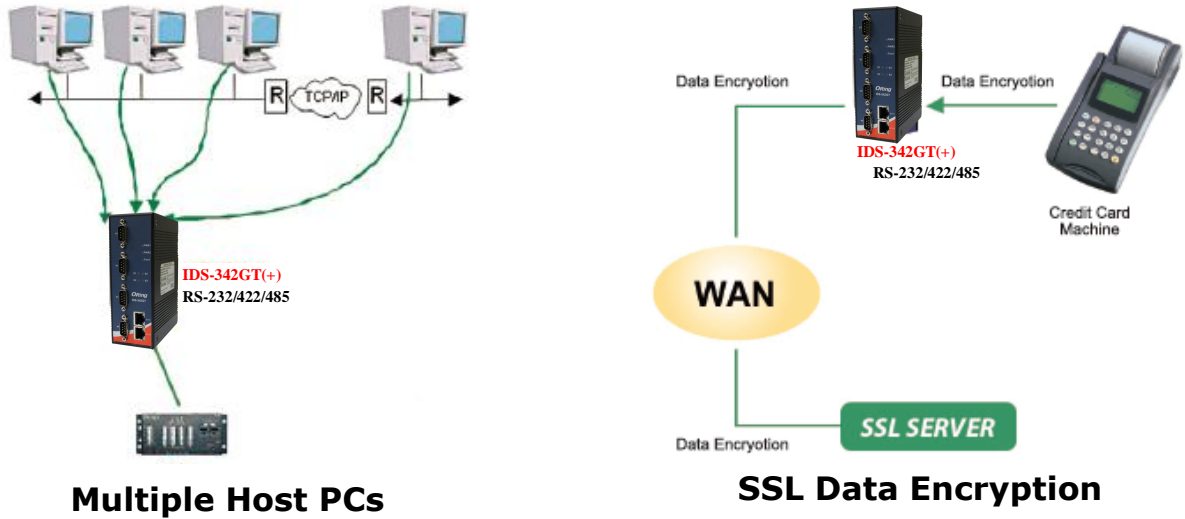 R
TCP/IP
R
IDS-342GT(+)
RS-232/422/485
Multiple Host PCs
Data Encryotion
Data Encryotion
ORing
IDS-342GT(+)
RS-232/422/485
Credit Card
Machine
WAN
SSL SERVER
Data Encryotion
SSL Data Encryption